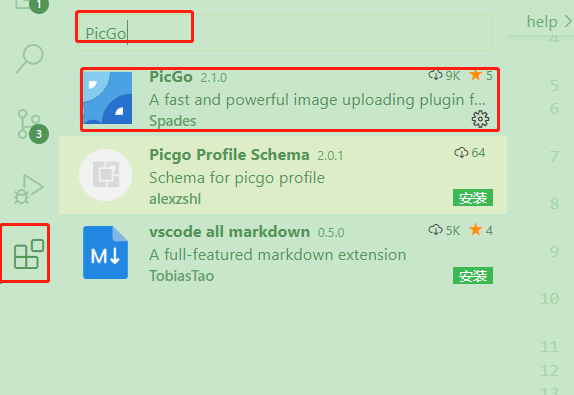 1
PicGo
help
4
PicGo 2.1.0 9K 5
A fast and powerful image uploading plugin f...
Spades
5
6
3
Picgo Profile Schema 2.0.1 64
Schema for picgo profile
alexzshl 安装
7
8
vscode all markdown 0.5.0 5K 4
A full-featured markdown extension
TobiasTao 安装
M
9
10
11
12
13